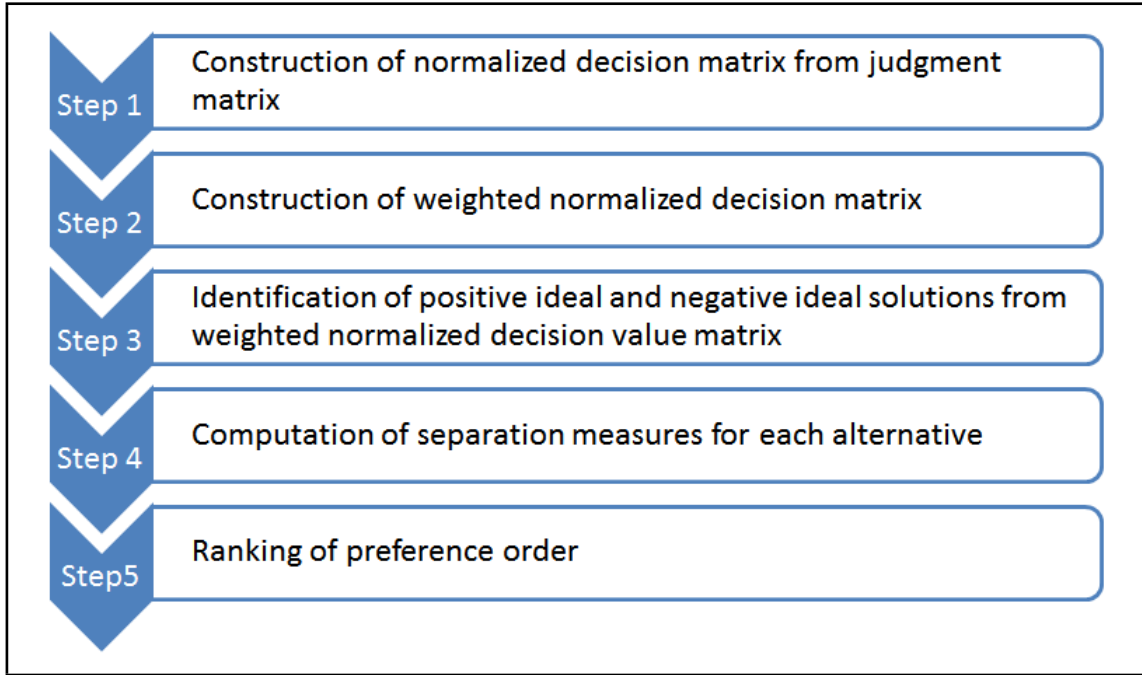 Step 1
Construction of normalized decision matrix from judgment
matrix
Step 2
Construction of weighted normalized decision matrix
Step 3
Identification of positive ideal and negative ideal solutions from
weighted normalized decision value matrix
Step 4
Computation of separation measures for each alternative
Step5
Ranking of preference order